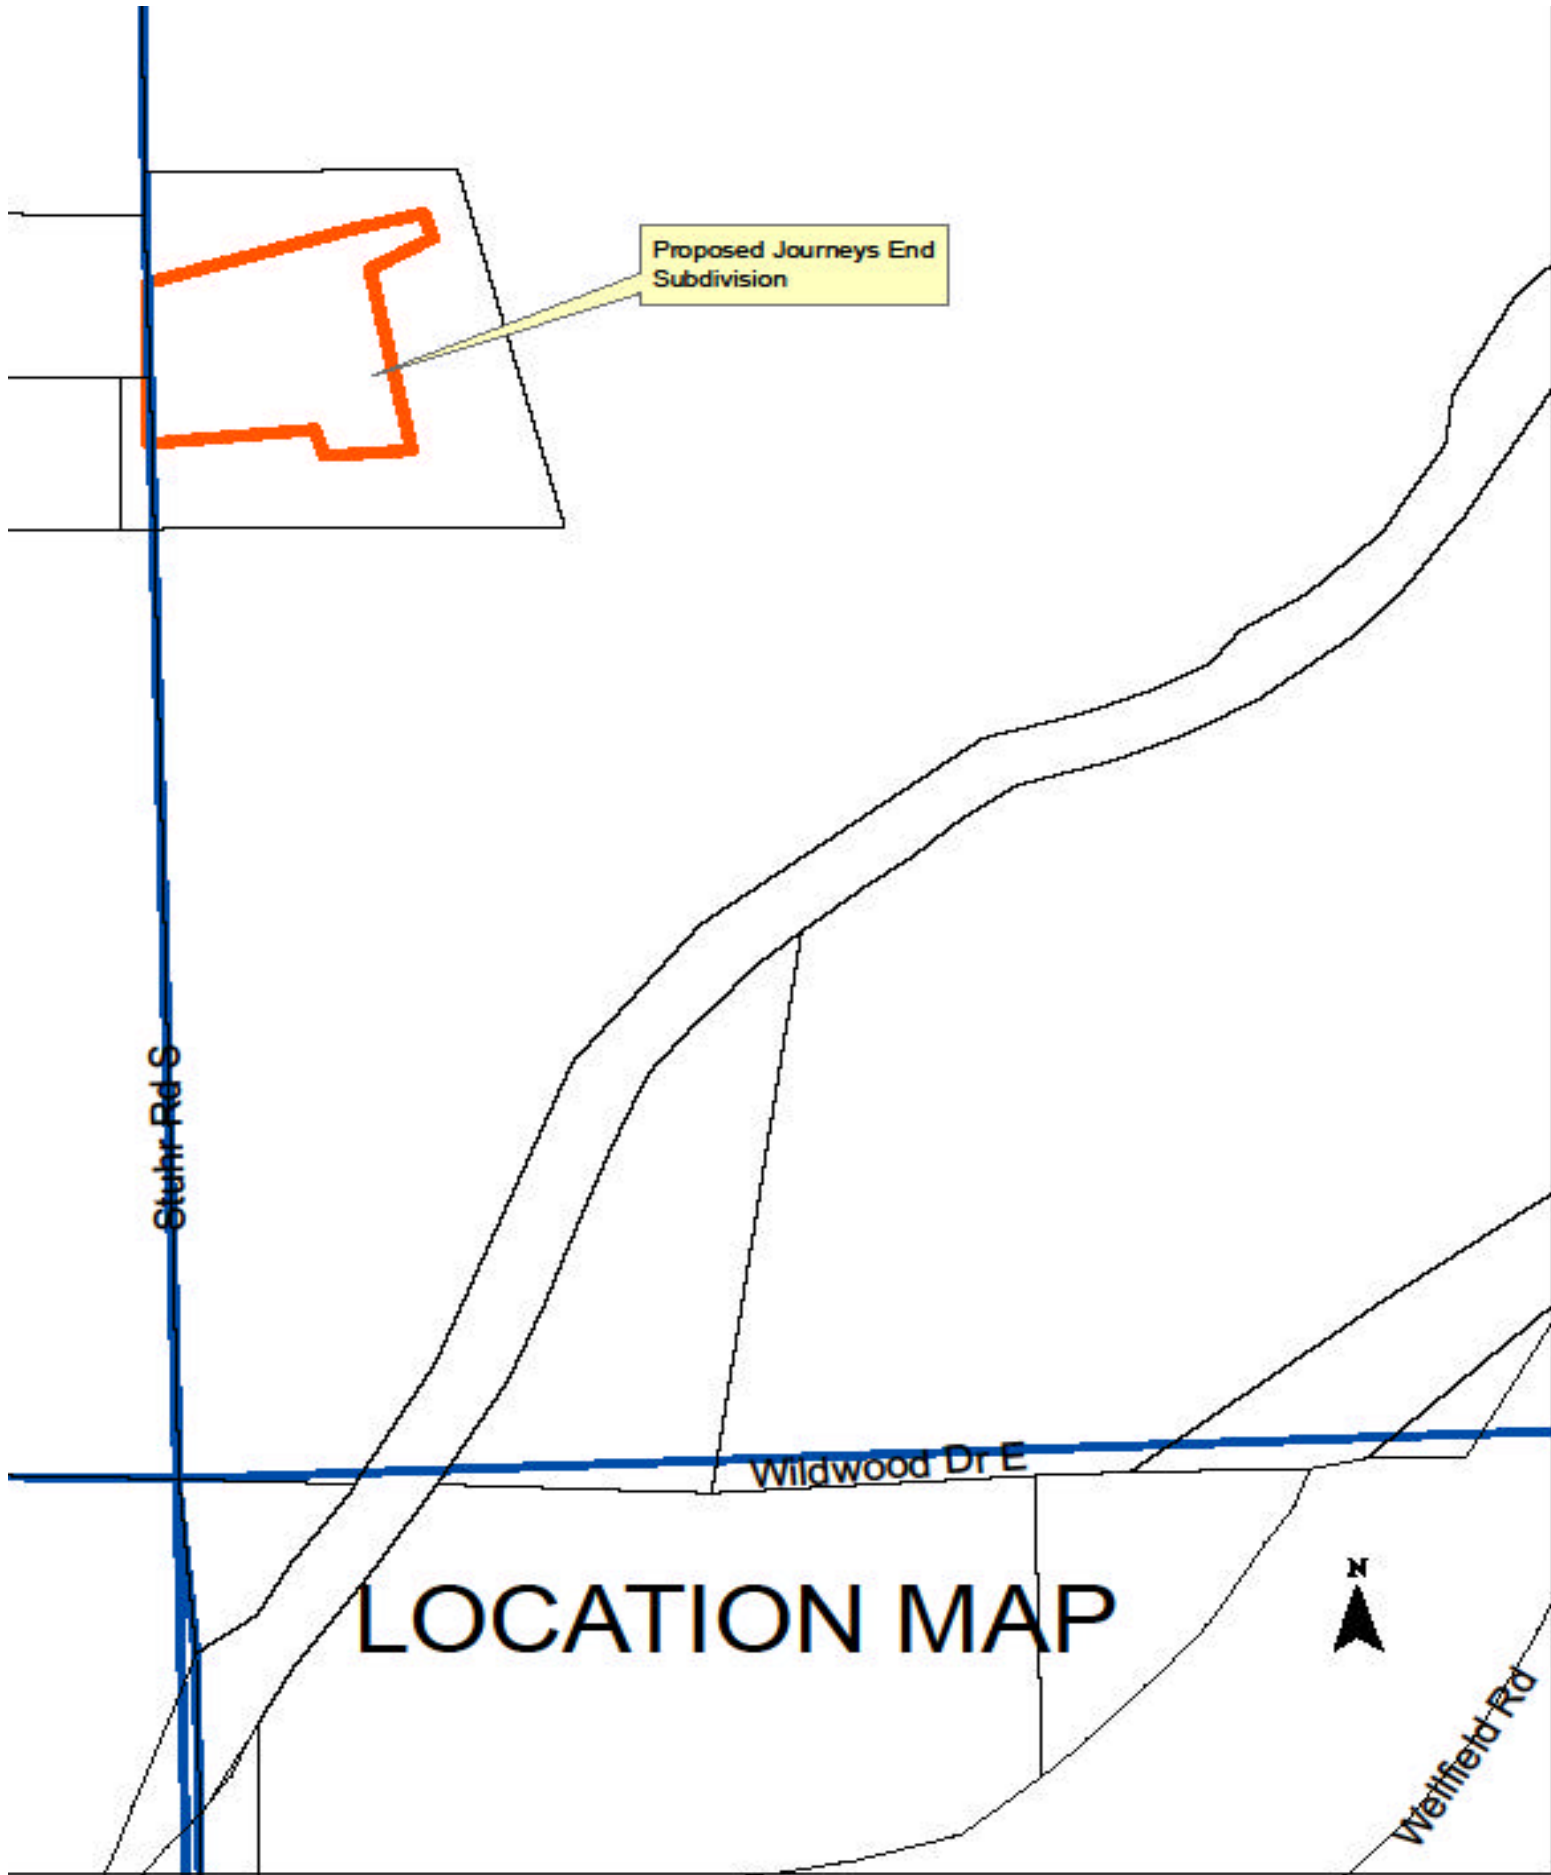 Proposed Journeys End
Subdivision
Stuhr Rd S
Wildwood Dr E
LOCATION MAP
N
Wellfield Rd